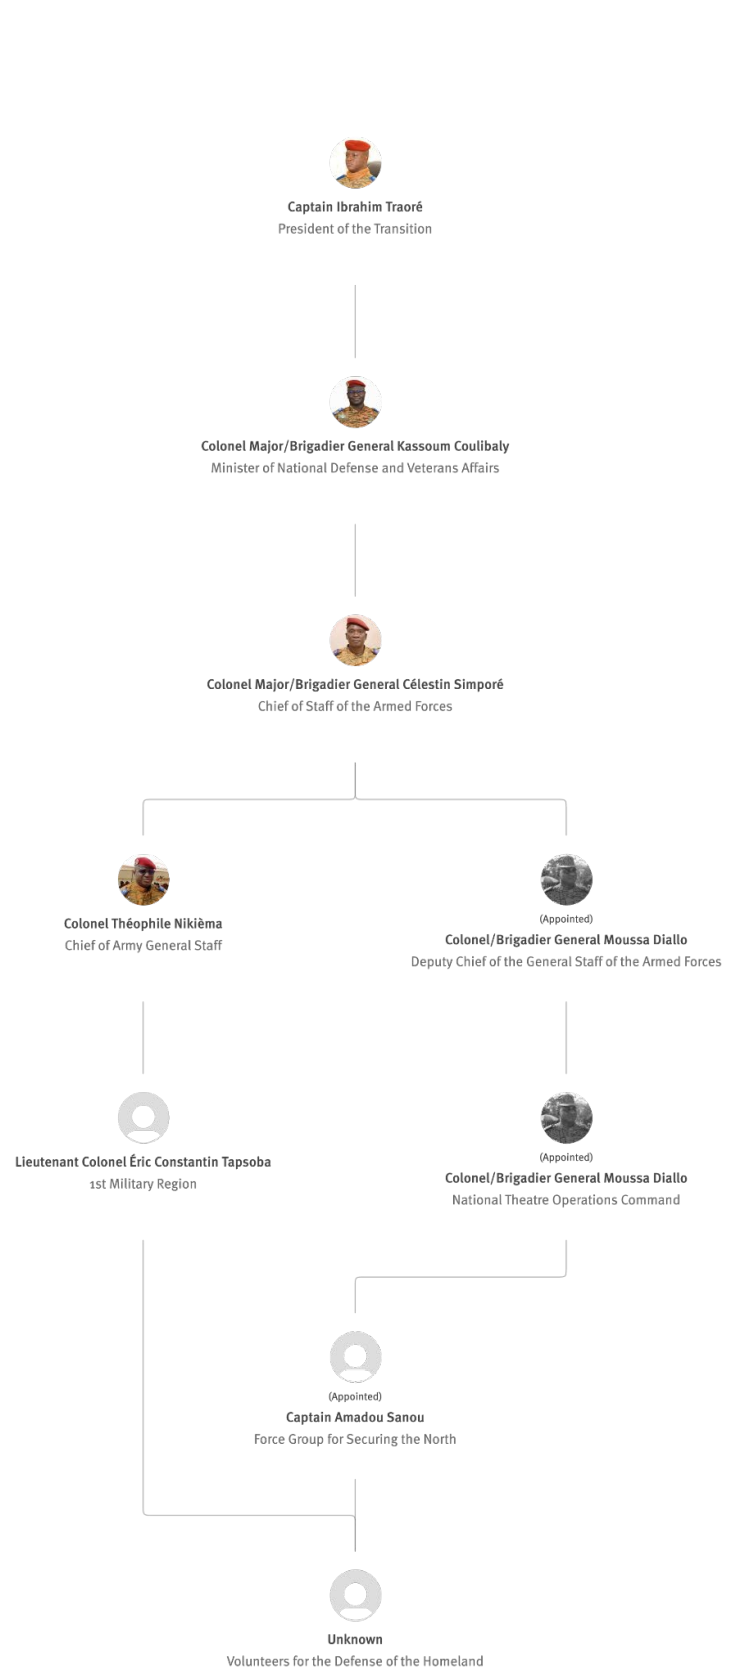 Captain Ibrahim Traoré
President of the Transition
Colonel Major/Brigadier General Kassoum Coulibaly
Minister of National Defense and Veterans Affairs
Colonel Major/Brigadier General Célestin Simporé
Chief of Staff of the Armed Forces
Colonel Théophile Nikièma
Chief of Army General Staff
(Appointed)
Colonel/Brigadier General Moussa Diallo
Deputy Chief of the General Staff of the Armed Forces
Lieutenant Colonel Éric Constantin Tapsoba
1st Military Region
(Appointed)
Colonel/Brigadier General Moussa Diallo
National Theatre Operations Command
(Appointed)
Captain Amadou Sanou
Force Group for Securing the North
Unknown
Volunteers for the Defense of the Homeland